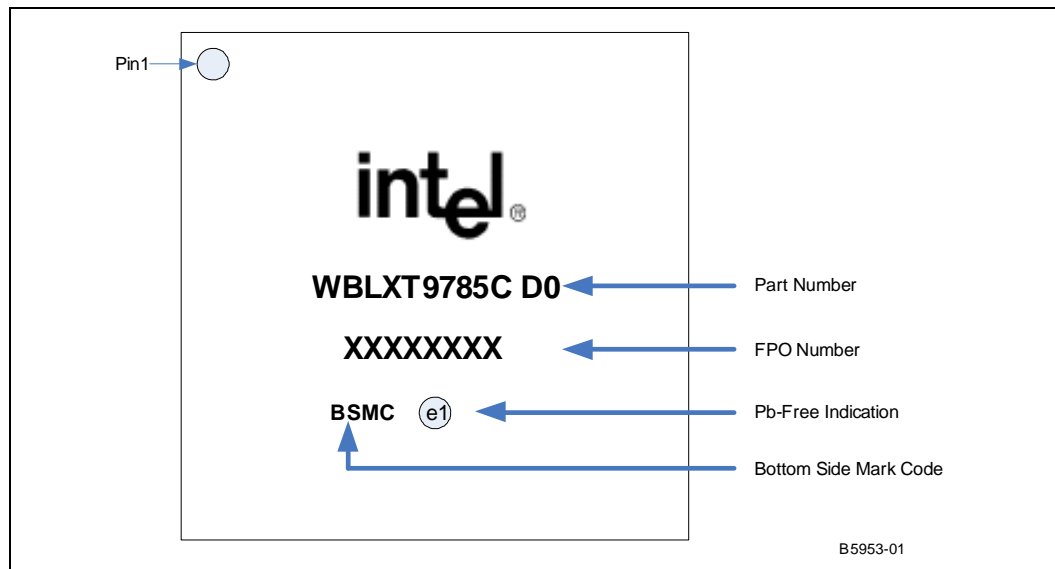 Pin1
intel®
WBLXT9785C D0
Part Number
XXXXXXXX
FPO Number
BSMC e1
Pb-Free Indication
Bottom Side Mark Code
B5953-01